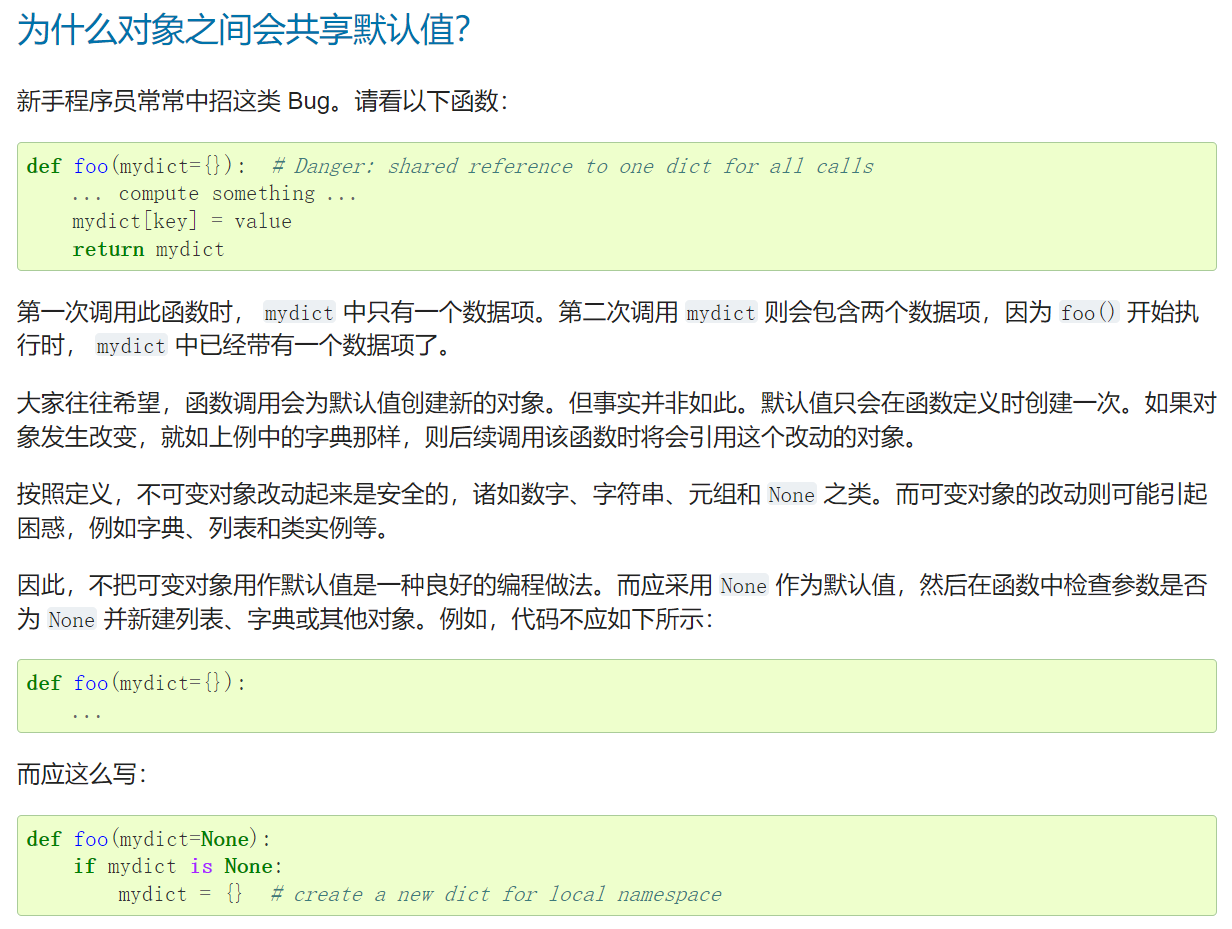 为什么对象之间会共享默认值?
新手程序员常常中招这类 Bug。请看以下函数：
def foo(mydict={}):  # Danger: shared reference to one dict for all calls
    ... compute something ...
    mydict[key] = value
    return mydict
第一次调用此函数时， mydict 中只有一个数据项。第二次调用 mydict 则会包含两个数据项，因为 foo() 开始执
行时， mydict 中已经带有一个数据项了。
大家往往希望，函数调用会为默认值创建新的对象。但事实并非如此。默认值只会在函数定义时创建一次。如果对
象发生改变，就如上例中的字典那样，则后续调用该函数时将会引用这个改动的对象。
按照定义，不可变对象改动起来是安全的，诸如数字、字符串、元组和 None 之类。而可变对象的改动则可能引起
困惑，例如字典、列表和类实例等。
因此，不把可变对象用作默认值是一种良好的编程做法。而应采用 None 作为默认值，然后在函数中检查参数是否
为 None 并新建列表、字典或其他对象。例如，代码不应如下所示：
def foo(mydict={}):
    ...
而应这么写：
def foo(mydict=None):
    if mydict is None:
        mydict = {}  # create a new dict for local namespace